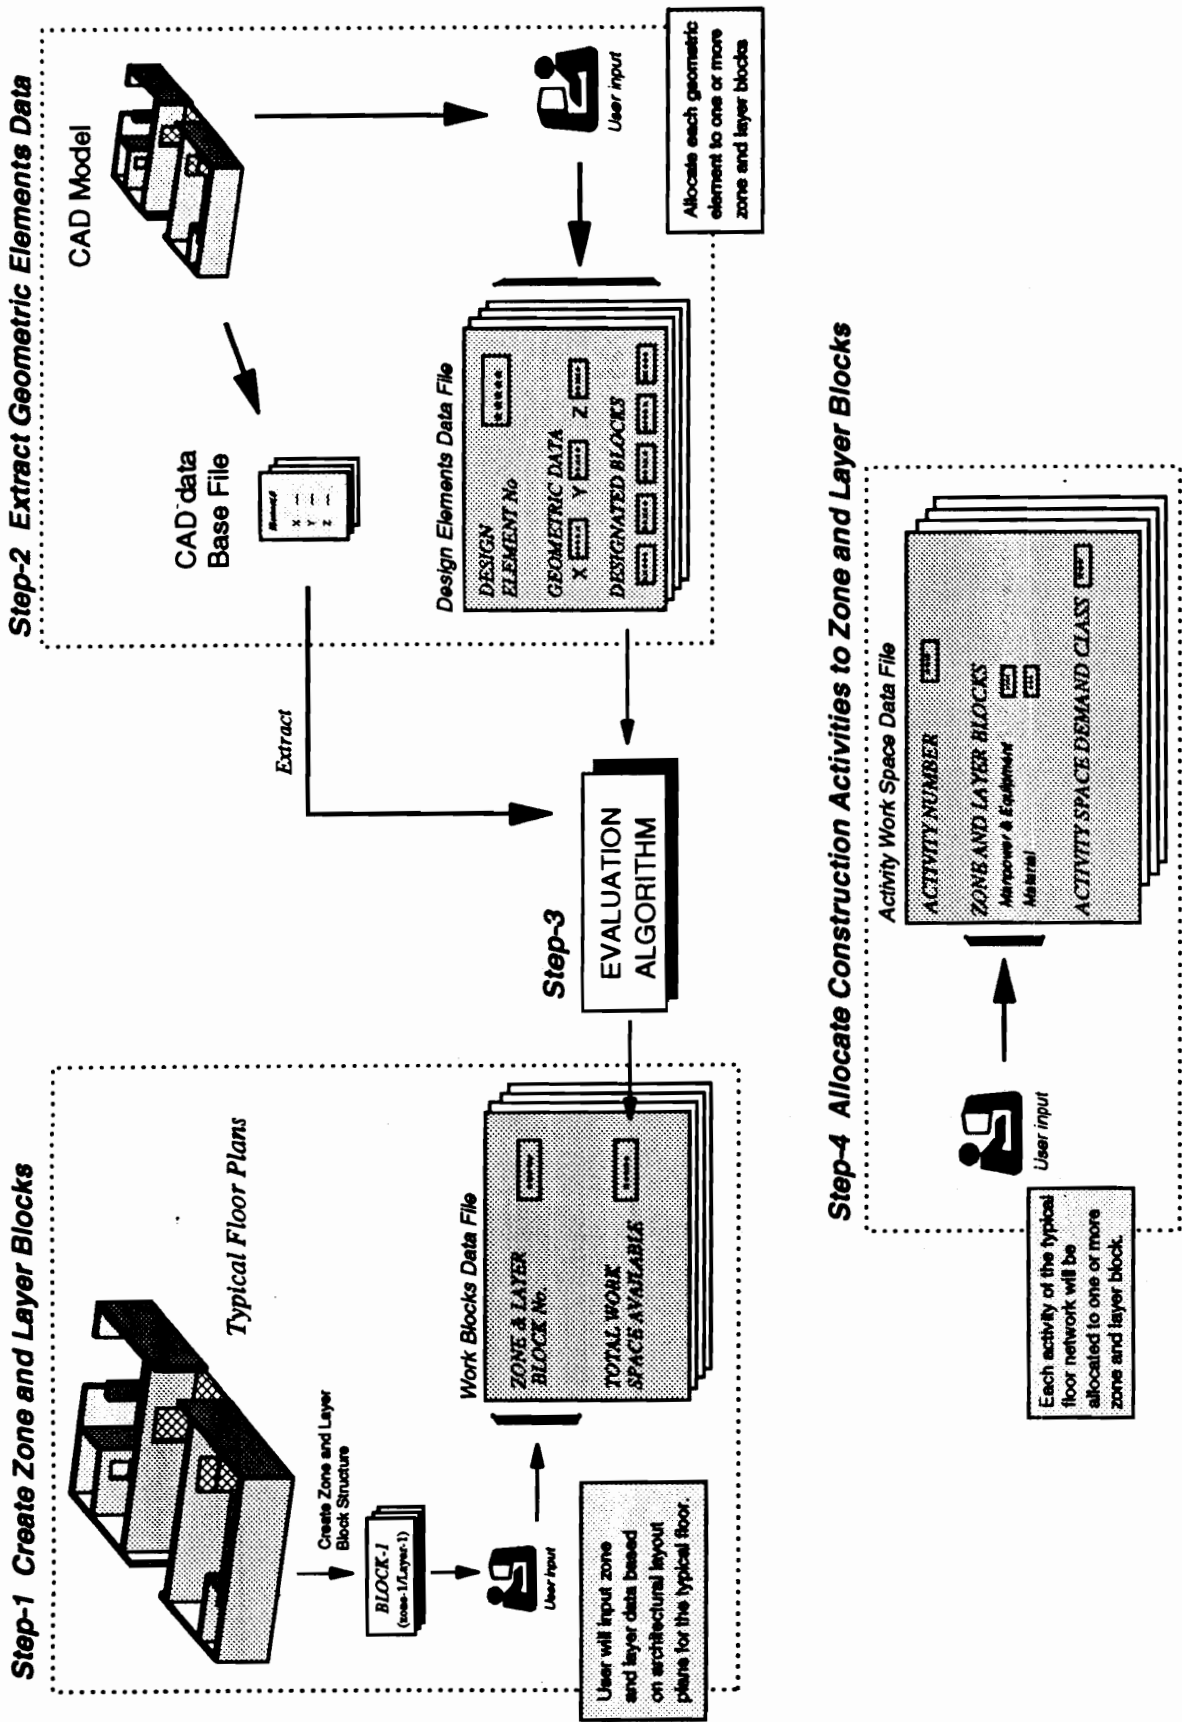 Step-1 Create Zone and Layer Blocks
Typical Floor Plans
Create Zone and Layer
Block Structure
BLOCK-1
(zone-1/Layer-1)
User input
User will input zone
and layer data based
on architectural layout
plans for the typical floor.
Work Blocks Data File
ZONE & LAYER
BLOCK No.
TOTAL WORK
SPACE AVAILABLE
Step-2 Extract Geometric Elements Data
CAD Model
CAD data
Base File
X
Y
Z
Extract
User input
Allocate each geometric
element to one or more
zone and layer blocks
Design Elements Data File
DESIGN
ELEMENT No
GEOMETRIC DATA
X Y Z
DESIGNATED BLOCKS
Step-3
EVALUATION
ALGORITHM
Step-4 Allocate Construction Activities to Zone and Layer Blocks
User input
Each activity of the typical
floor network will be
allocated to one or more
zone and layer block.
Activity Work Space Data File
ACTIVITY NUMBER
ZONE AND LAYER BLOCKS
Manpower & Equipment
Material
ACTIVITY SPACE DEMAND CLASS